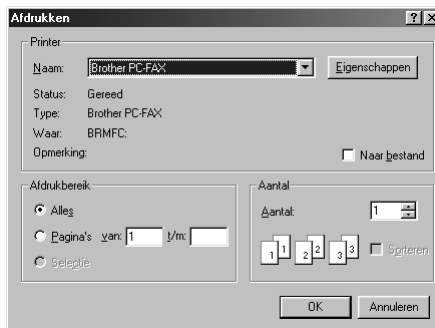 Afdrukken
Printer
Naam: Brother PC-FAX Eigenschappen
Status: Gereed
Type: Brother PC-FAX
Waar: BRMFC:
Opmerking: Naar bestand
Afdrukbereik
Alles
Pagina's van: 1 t/m:
Selectie
Aantal
Aantal: 1
1 1 2 2 3 3 Sorteren
OK Annuleren